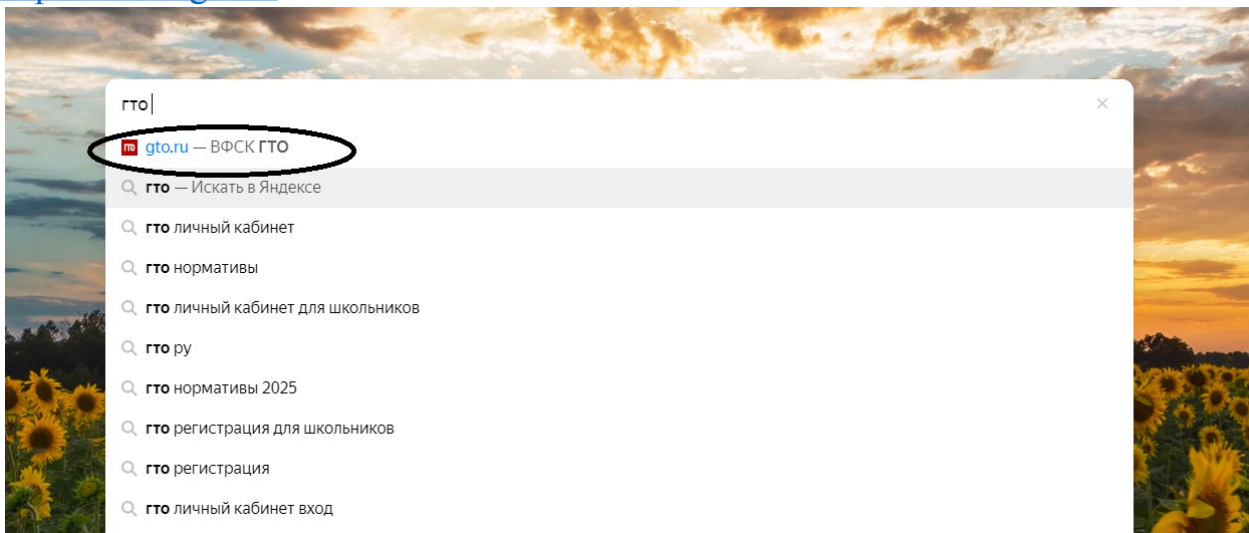 гто
гто gto.ru — ВФСК ГТО
гто — Искать в Яндексе
гто личный кабинет
гто нормативы
гто личный кабинет для школьников
гто ру
гто нормативы 2025
гто регистрация для школьников
гто регистрация
гто личный кабинет вход